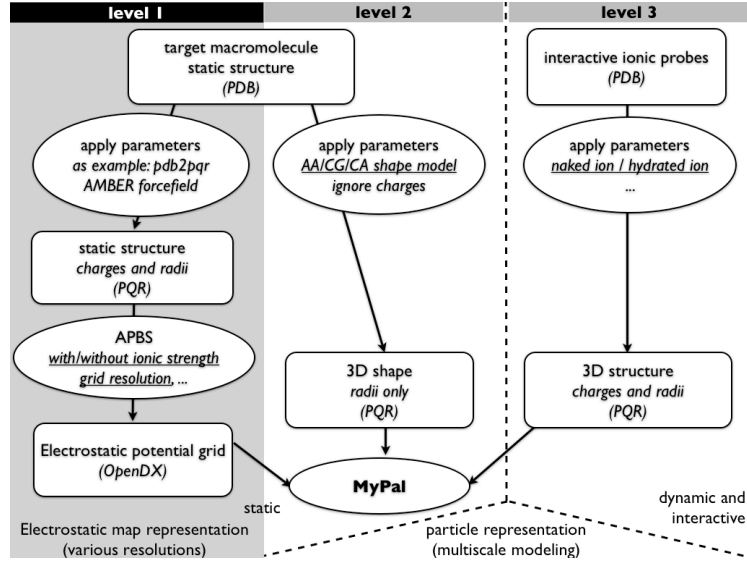 level 1
level 2
level 3
target macromolecule
static structure
(PDB)
interactive ionic probes
(PDB)
apply parameters
as example: pdb2pqr
AMBER forcefield
apply parameters
AA/CG/CA shape model
ignore charges
apply parameters
naked ion / hydrated ion
...
static structure
charges and radii
(PQR)
APBS
with/without ionic strength
grid resolution, ...
3D shape
radii only
(PQR)
3D structure
charges and radii
(PQR)
Electrostatic potential grid
(OpenDX)
MyPal
static
dynamic and
interactive
Electrostatic map representation
(various resolutions)
particle representation
(multiscale modeling)